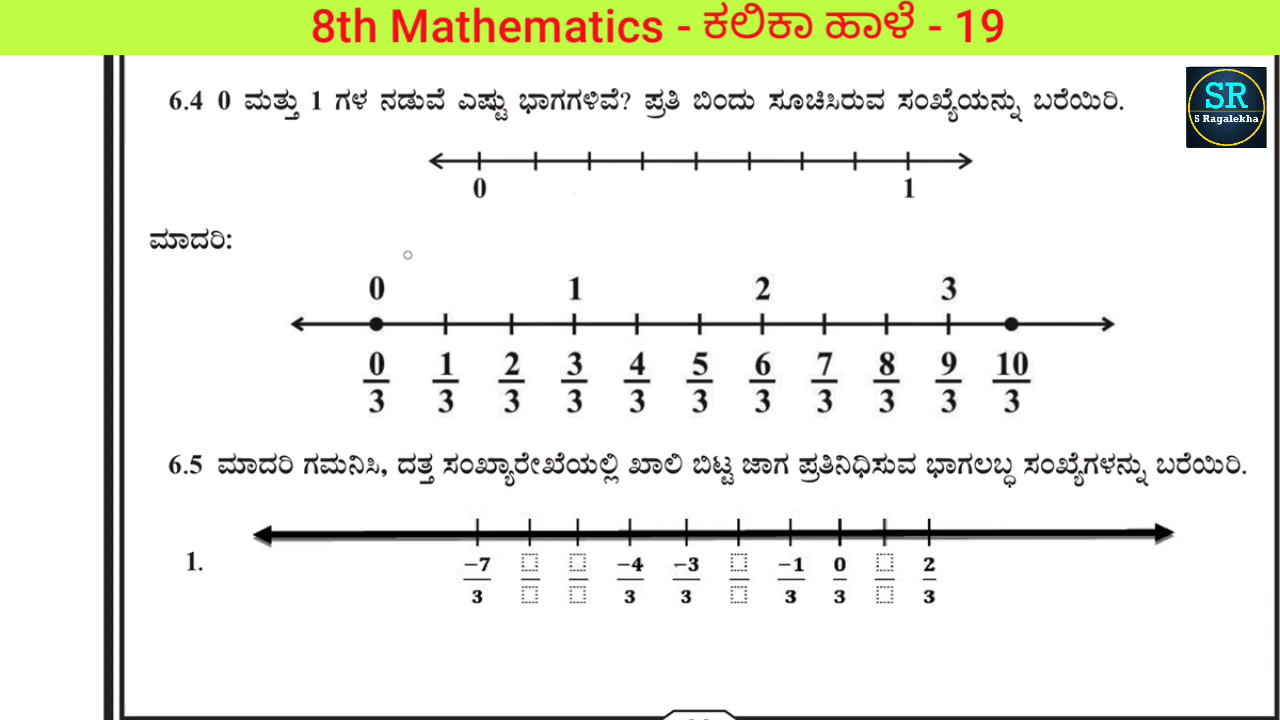 8th Mathematics - ಕಲಿಕಾ ಹಾಳೆ - 19
SR
S Ragalekha
6.4 0 ಮತ್ತು 1 ಗಳ ನಡುವೆ ಎಷ್ಟು ಭಾಗಗಳಿವೆ? ಪ್ರತಿ ಬಿಂದು ಸೂಚಿಸಿರುವ ಸಂಖ್ಯೆಯನ್ನು ಬರೆಯಿರಿ.
0 1
ಮಾದರಿ:
0 1 2 3
0/3 1/3 2/3 3/3 4/3 5/3 6/3 7/3 8/3 9/3 10/3
6.5 ಮಾದರಿ ಗಮನಿಸಿ, ದತ್ತ ಸಂಖ್ಯಾರೇಖೆಯಲ್ಲಿ ಖಾಲಿ ಬಿಟ್ಟ ಜಾಗ ಪ್ರತಿನಿಧಿಸುವ ಭಾಗಲಬ್ಧ ಸಂಖ್ಯೆಗಳನ್ನು ಬರೆಯಿರಿ.
1. −7/3 □/□ □/□ −4/3 −3/3 □/□ −1/3 0/3 □/□ 2/3